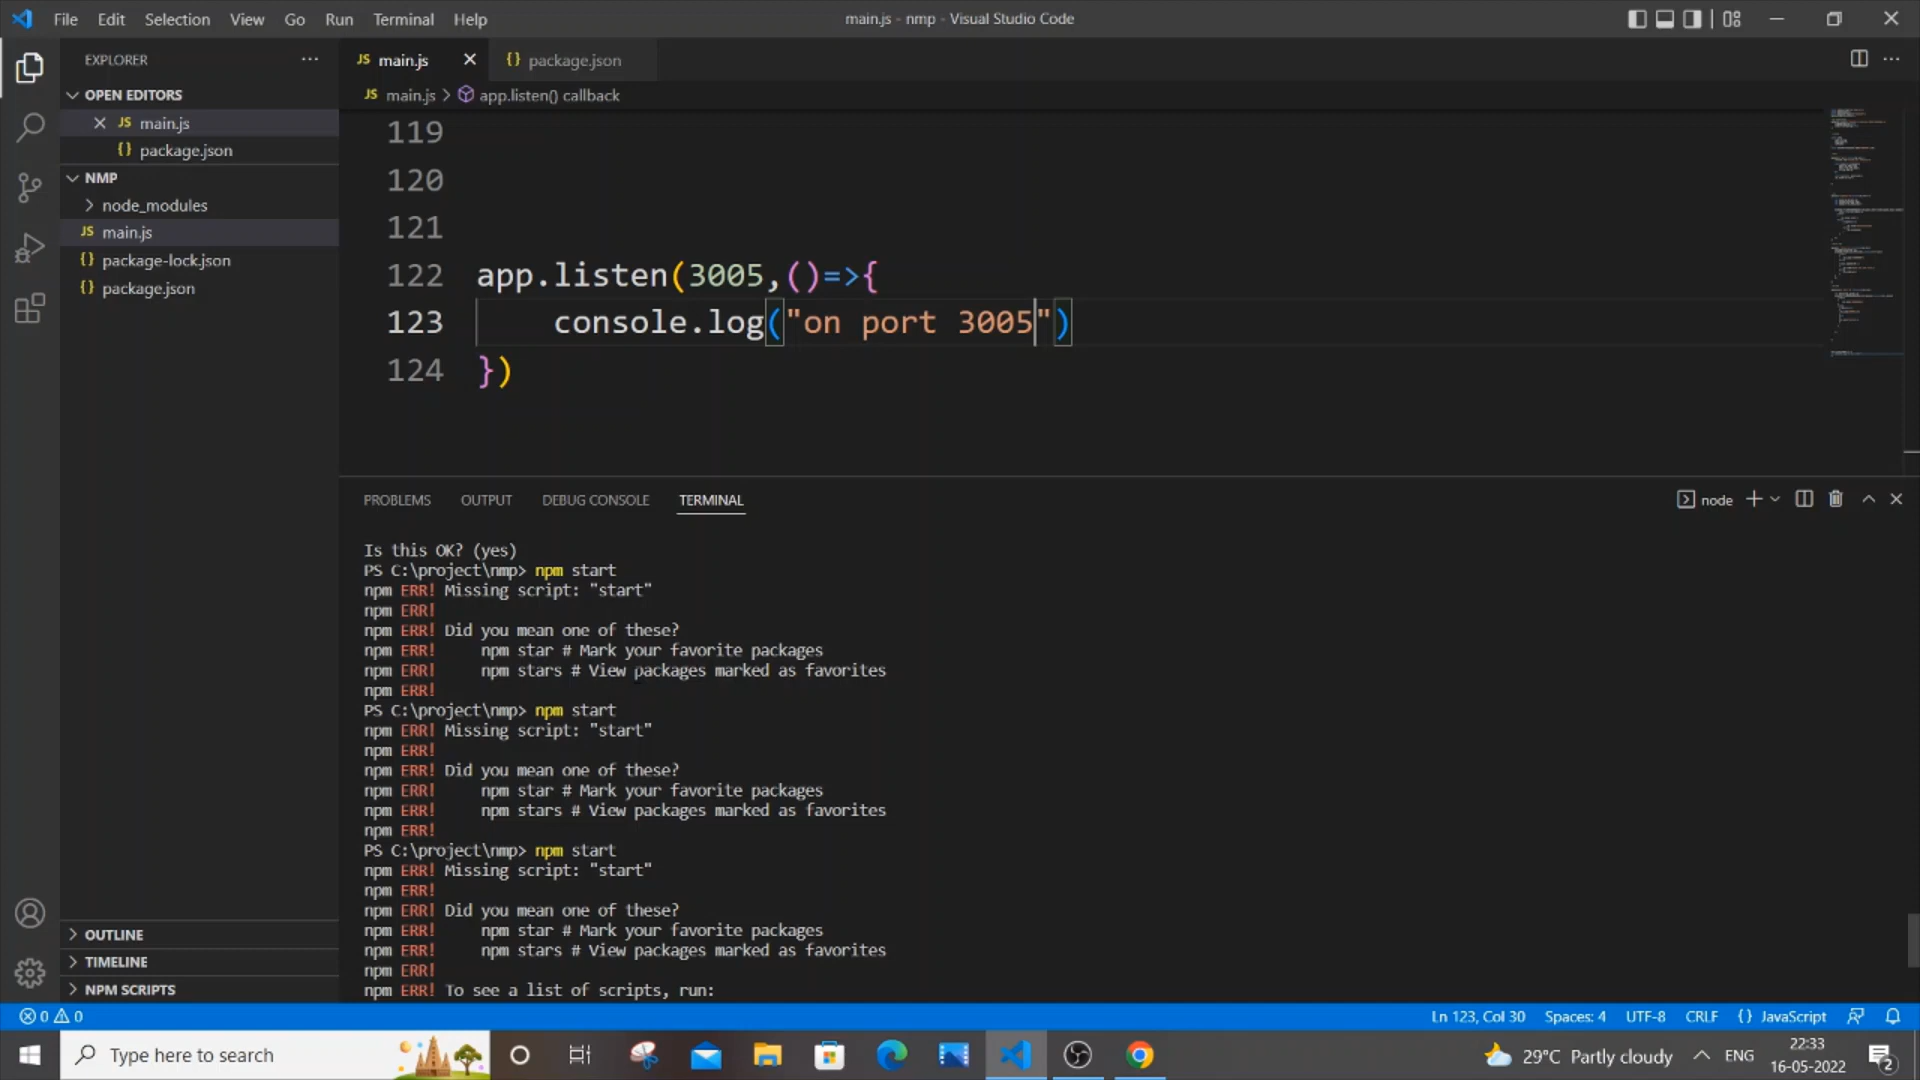 File Edit Selection View Go Run Terminal Help
main.js - nmp - Visual Studio Code
EXPLORER
OPEN EDITORS
JS main.js
{} package.json
NMP
node_modules
JS main.js
{} package-lock.json
{} package.json
OUTLINE
TIMELINE
NPM SCRIPTS
JS main.js
{} package.json
JS main.js > app.listen() callback
119
120
121
122 app.listen(3005,()=>{
123 console.log("on port 3005")
124 })
PROBLEMS OUTPUT DEBUG CONSOLE TERMINAL
node
Is this OK? (yes)
PS C:\project\nmp> npm start
npm ERR! Missing script: "start"
npm ERR!
npm ERR! Did you mean one of these?
npm ERR! npm star # Mark your favorite packages
npm ERR! npm stars # View packages marked as favorites
npm ERR!
PS C:\project\nmp> npm start
npm ERR! Missing script: "start"
npm ERR!
npm ERR! Did you mean one of these?
npm ERR! npm star # Mark your favorite packages
npm ERR! npm stars # View packages marked as favorites
npm ERR!
PS C:\project\nmp> npm start
npm ERR! Missing script: "start"
npm ERR!
npm ERR! Did you mean one of these?
npm ERR! npm star # Mark your favorite packages
npm ERR! npm stars # View packages marked as favorites
npm ERR!
npm ERR! To see a list of scripts, run:
0 0
Ln 123, Col 30 Spaces: 4 UTF-8 CRLF {} JavaScript
Type here to search
29°C Partly cloudy
ENG
22:33
16-05-2022
2